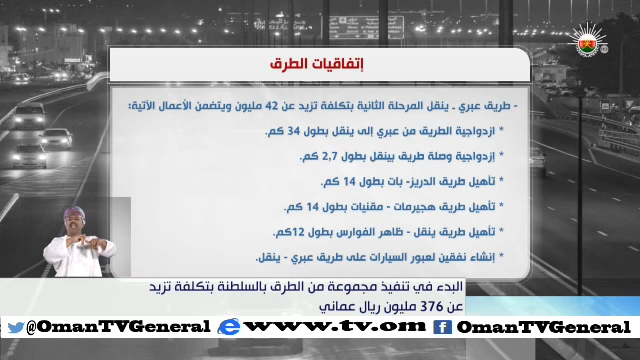 إتفاقيات الطرق
- طريق عبري ـ ينقل المرحلة الثانية بتكلفة تزيد عن 42 مليون ويتضمن الأعمال الأتية:
* ازدواجية الطريق من عبري إلى ينقل بطول 34 كم.
* إزدواجية وصلة طريق بينقل بطول 2,7 كم.
* تأهيل طريق الدريز- بات بطول 14 كم.
* تأهيل طريق هجيرمات - مقنيات بطول 14 كم.
* تأهيل طريق ينقل - ظاهر الفوارس بطول 12كم.
* إنشاء نفقين لعبور السيارات على طريق عبري - ينقل.
البدء في تنفيذ مجموعة من الطرق بالسلطنة بتكلفة تزيد
عن 376 مليون ريال عماني
@OmanTVGeneral www.tv.om OmanTVGeneral